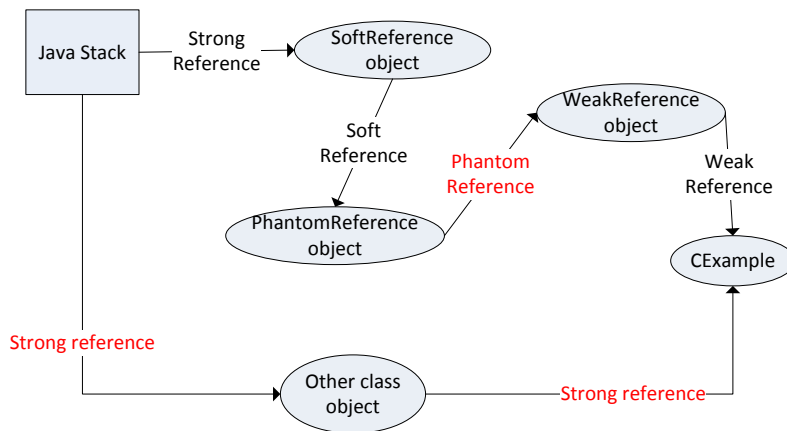 Java Stack
Strong
Reference
SoftReference
object
Soft
Reference
PhantomReference
object
Phantom
Reference
WeakReference
object
Weak
Reference
CExample
Strong reference
Other class
object
Strong reference